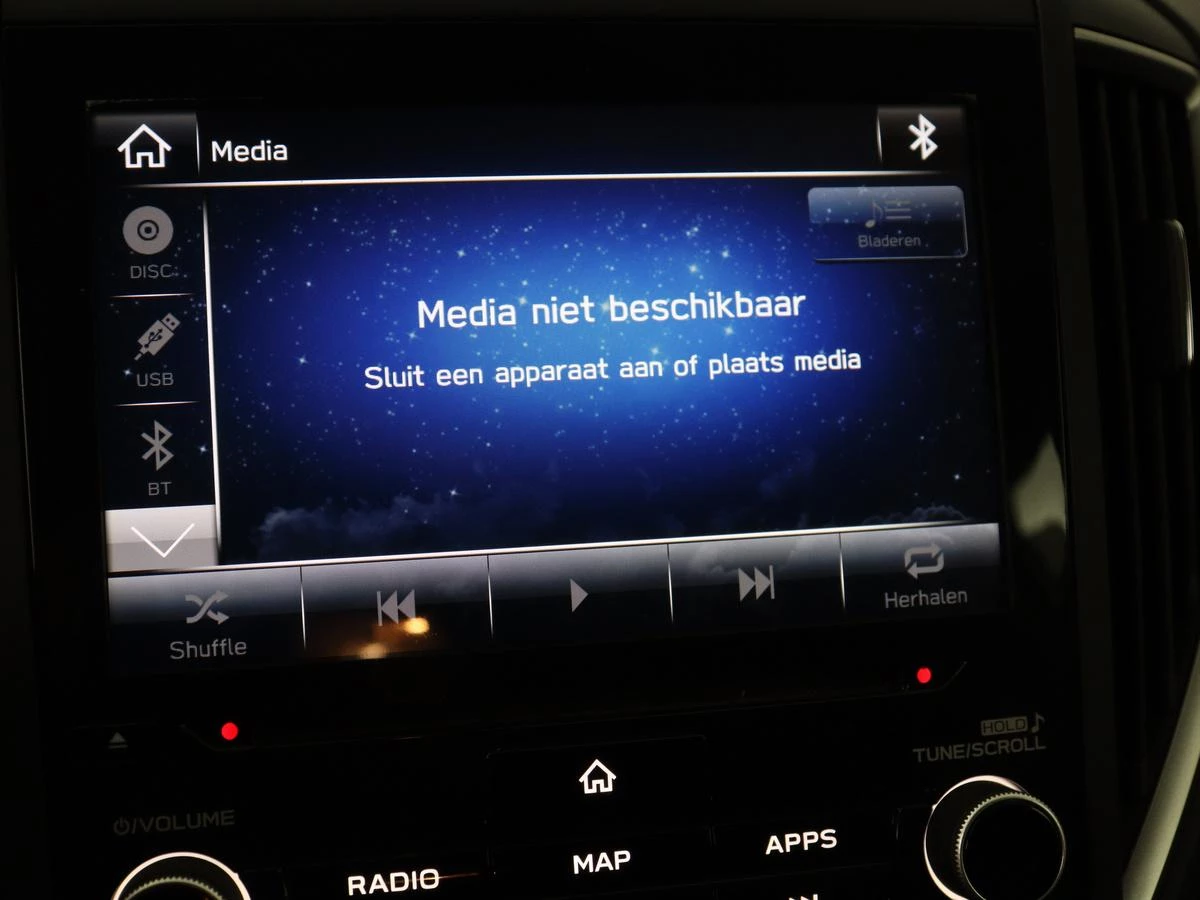 Media
DISC
Bladeren
Media niet beschikbaar
USB
Sluit een apparaat aan of plaats media
BT
Shuffle
Herhalen
HOLD
TUNE/SCROLL
/VOLUME
RADIO
MAP
APPS